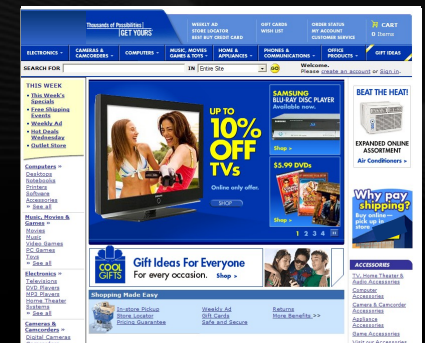 Thousands of Possibilities
GET YOURS
WEEKLY AD
STORE LOCATOR
BEST BUY CREDIT CARD
GIFT CARDS
WISH LIST
ORDER STATUS
MY ACCOUNT
CUSTOMER SERVICE
CART
0 Items
ELECTRONICS
CAMERAS & CAMCORDERS
COMPUTERS
MUSIC, MOVIES GAMES & TOYS
HOME & APPLIANCES
PHONES & COMMUNICATIONS
OFFICE PRODUCTS
GIFT IDEAS
SEARCH FOR
IN Entire Site
GO
Welcome.
Please create an account or Sign in.
THIS WEEK
• This Week's
Specials
• Free Shipping
Events
• Weekly Ad
• Hot Deals
Wednesday
• Outlet Store
Computers »
Desktops
Notebooks
Printers
Software
Accessories
» See all
Music, Movies &
Games »
Movies
Music
Video Games
PC Games
Toys
» See all
Electronics »
Televisions
DVD Players
MP3 Players
Home Theater
Systems
» See all
Cameras &
Camcorders »
Digital Cameras
UP TO
10%
OFF
TVs
Online only offer.
SHOP
SAMSUNG
BLU-RAY DISC PLAYER
Available now.
Shop »
$5.99 DVDs
Shop »
1 2 3 4
COOL
GIFTS
Gift Ideas For Everyone
For every occasion. Shop »
Shopping Made Easy
In-store Pickup
Store Locator
Pricing Guarantee
Weekly Ad
Gift Cards
Safe and Secure
Returns
More Benefits >>
BEAT THE HEAT!
EXPANDED ONLINE
ASSORTMENT
Air Conditioners »
Why pay
shipping?
Buy online—
pick up in
store.
ACCESSORIES
TV, Home Theater &
Audio Accessories
Computer
Accessories
Camera & Camcorder
Accessories
Appliance
Accessories
Game Accessories
Visit our Accessories